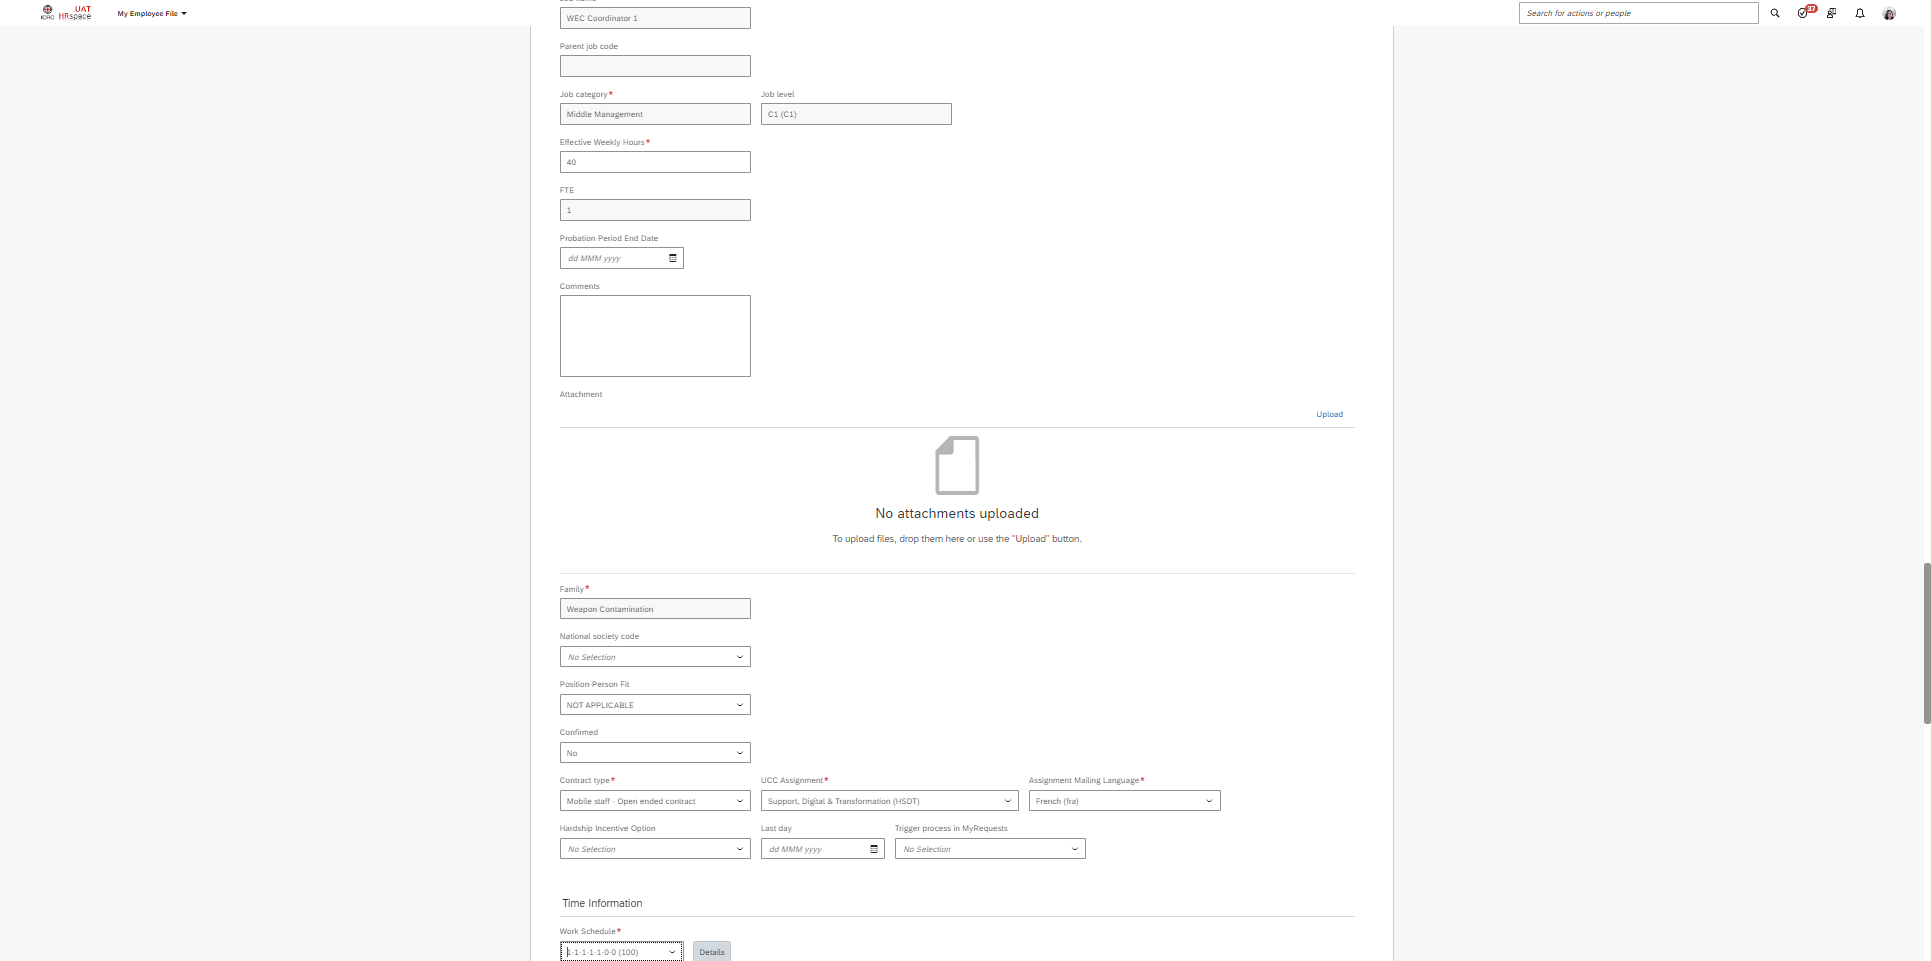 ICRC
UAT
HRspace
My Employee File
Search for actions or people
37
WEC Coordinator 1
Parent job code
Job category*
Job level
Middle Management
C1 (C1)
Effective Weekly Hours*
40
FTE
1
Probation Period End Date
dd MMM yyyy
Comments
Attachment
Upload
No attachments uploaded
To upload files, drop them here or use the "Upload" button.
Family*
Weapon Contamination
National society code
No Selection
Position-Person Fit
NOT APPLICABLE
Confirmed
No
Contract type*
UCC Assignment*
Assignment Mailing Language*
Mobile staff - Open ended contract
Support, Digital & Transformation (HSDT)
French (fra)
Hardship Incentive Option
Last day
Trigger process in MyRequests
No Selection
dd MMM yyyy
No Selection
Time Information
Work Schedule*
1-1-1-1-1-0-0 (100)
Details